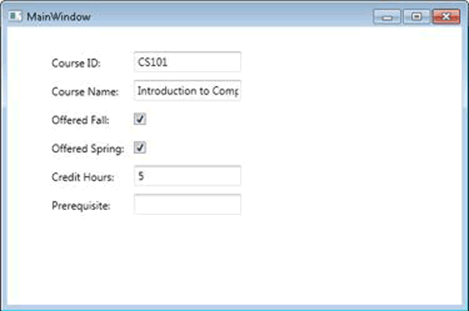 MainWindow
Course ID: CS101
Course Name: Introduction to Comp
Offered Fall:
Offered Spring:
Credit Hours: 5
Prerequisite: